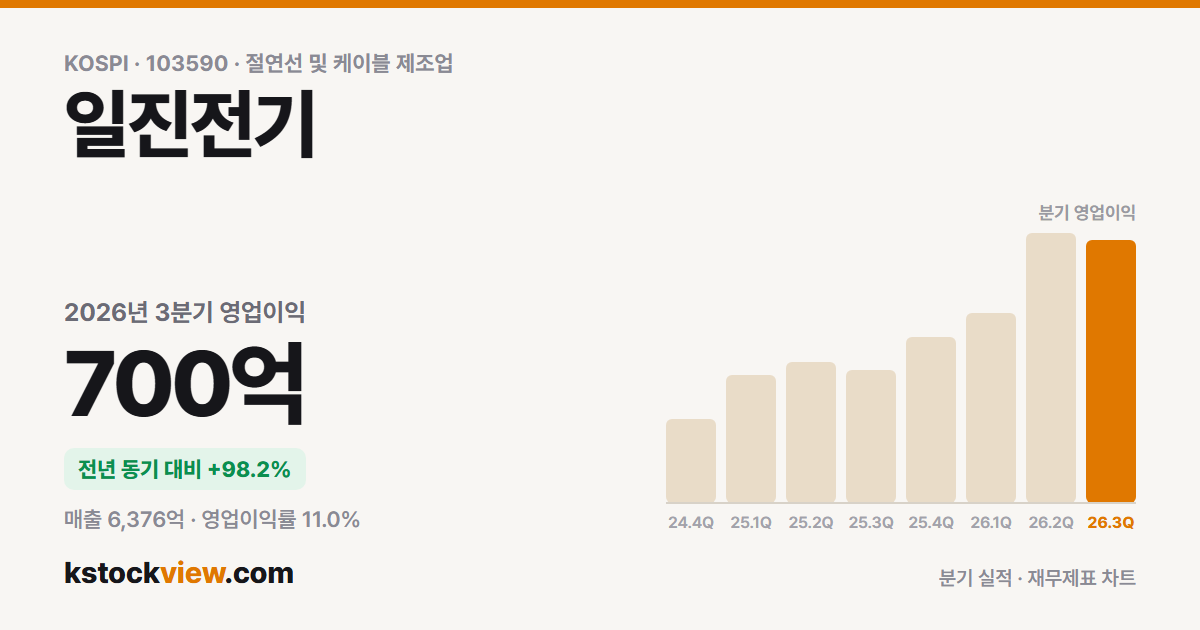 KOSPI · 103590 · 절연선 및 케이블 제조업
일진전기
2026년 3분기 영업이익
700억
전년 동기 대비 +98.2%
매출 6,376억 · 영업이익률 11.0%
kstockview.com
분기 영업이익
24.4Q 25.1Q 25.2Q 25.3Q 25.4Q 26.1Q 26.2Q 26.3Q
분기 실적 · 재무제표 차트